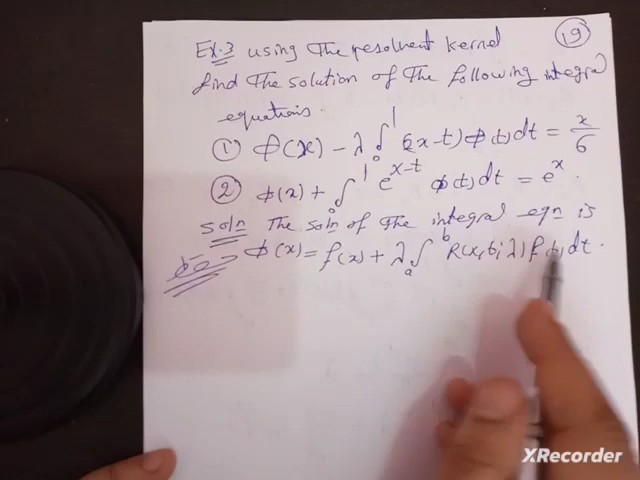 19
Ex.3 using The resolvent kernel
find The solution of The following integral
equations.
① φ(x) - λ ∫₀¹ (2x-t) φ(t) dt = x/6
② φ(x) + ∫₀¹ e^(x-t) φ(t) dt = e^x.
soln The soln of The integral eqn is
φ(x) = f(x) + λ ∫ₐᵇ R(x,t;λ) f(t) dt.
XRecorder